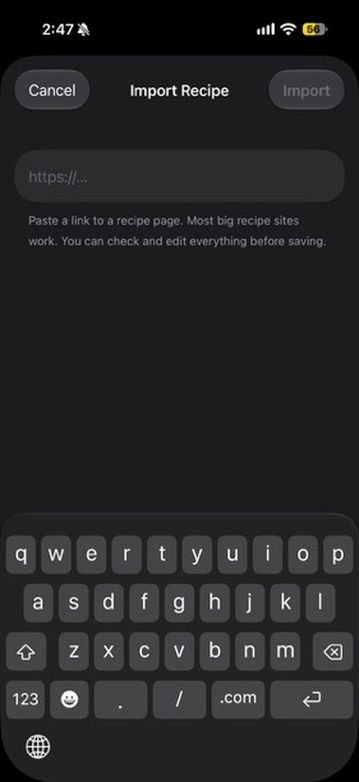 2:47
56
Cancel
Import Recipe
Import
https://...
Paste a link to a recipe page. Most big recipe sites
work. You can check and edit everything before saving.
q w e r t y u i o p
a s d f g h j k l
z x c v b n m
123 . / .com